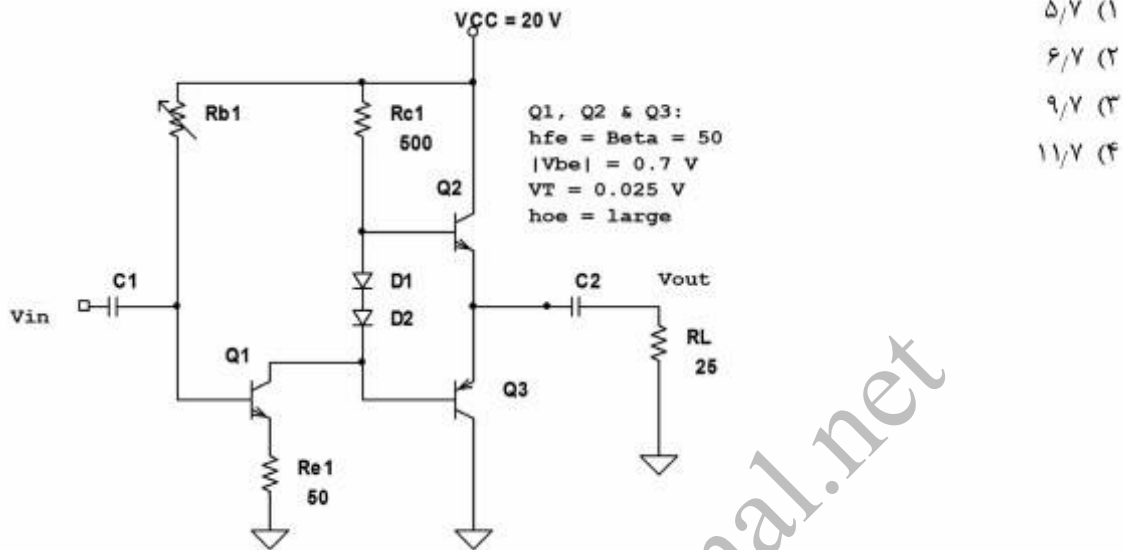 VCC = 20 V
Rb1
Rc1
500
Q1, Q2 & Q3:
hfe = Beta = 50
|Vbe| = 0.7 V
VT = 0.025 V
hoe = large
Q2
C1
D1
C2
Vout
Vin
D2
RL
25
Q1
Q3
Re1
50
۱) ۵٫۷
۲) ۶٫۷
۳) ۹٫۷
۴) ۱۱٫۷